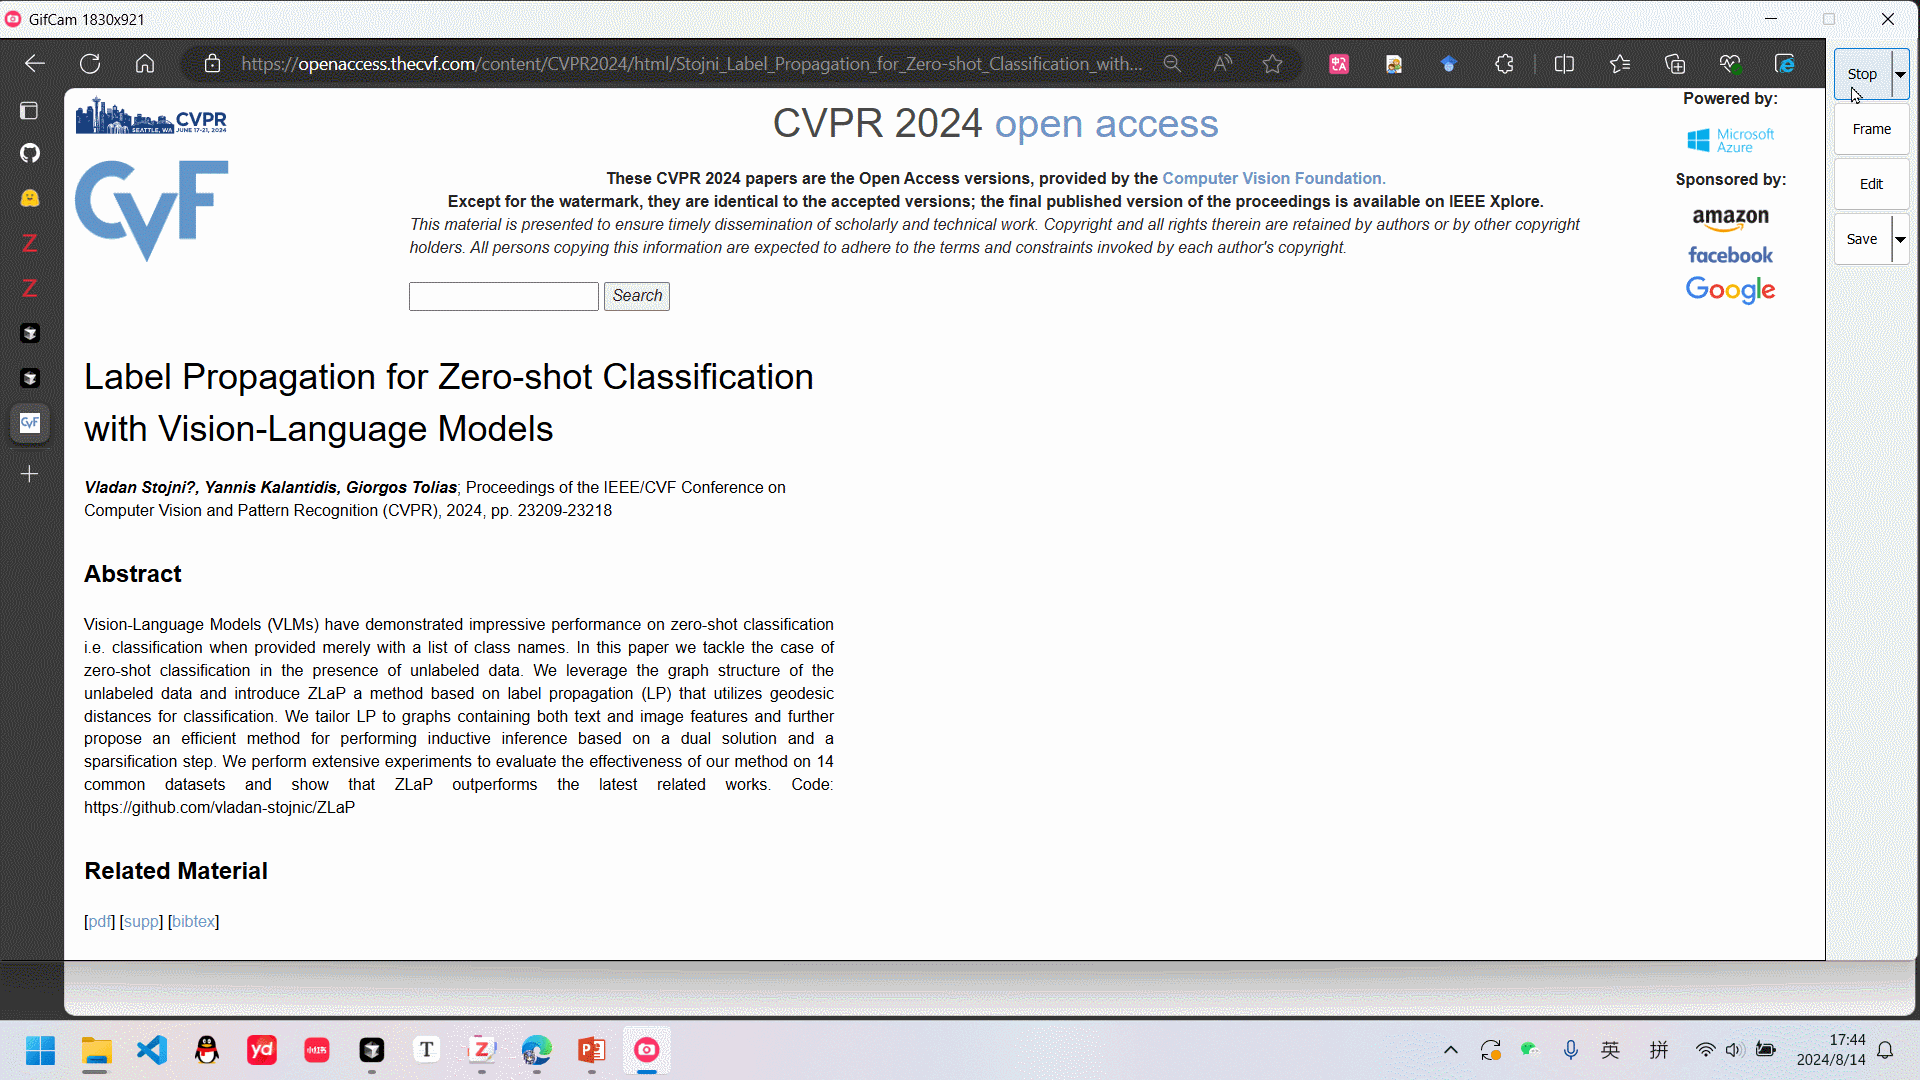 GifCam 1830x921
https://openaccess.thecvf.com/content/CVPR2024/html/Stojni_Label_Propagation_for_Zero-shot_Classification_with...
Stop
Frame
Edit
Save
CVPR
SEATTLE, WA JUNE 17-21, 2024
CVF
CVPR 2024 open access
These CVPR 2024 papers are the Open Access versions, provided by the Computer Vision Foundation.
Except for the watermark, they are identical to the accepted versions; the final published version of the proceedings is available on IEEE Xplore.
This material is presented to ensure timely dissemination of scholarly and technical work. Copyright and all rights therein are retained by authors or by other copyright
holders. All persons copying this information are expected to adhere to the terms and constraints invoked by each author's copyright.
Search
Powered by:
Microsoft
Azure
Sponsored by:
amazon
facebook
Google
Label Propagation for Zero-shot Classification
with Vision-Language Models
Vladan Stojni?, Yannis Kalantidis, Giorgos Tolias; Proceedings of the IEEE/CVF Conference on
Computer Vision and Pattern Recognition (CVPR), 2024, pp. 23209-23218
Abstract
Vision-Language Models (VLMs) have demonstrated impressive performance on zero-shot classification
i.e. classification when provided merely with a list of class names. In this paper we tackle the case of
zero-shot classification in the presence of unlabeled data. We leverage the graph structure of the
unlabeled data and introduce ZLaP a method based on label propagation (LP) that utilizes geodesic
distances for classification. We tailor LP to graphs containing both text and image features and further
propose an efficient method for performing inductive inference based on a dual solution and a
sparsification step. We perform extensive experiments to evaluate the effectiveness of our method on 14
common datasets and show that ZLaP outperforms the latest related works. Code:
https://github.com/vladan-stojnic/ZLaP
Related Material
[pdf] [supp] [bibtex]
yd
小红书
T
Z
P
英
拼
17:44
2024/8/14